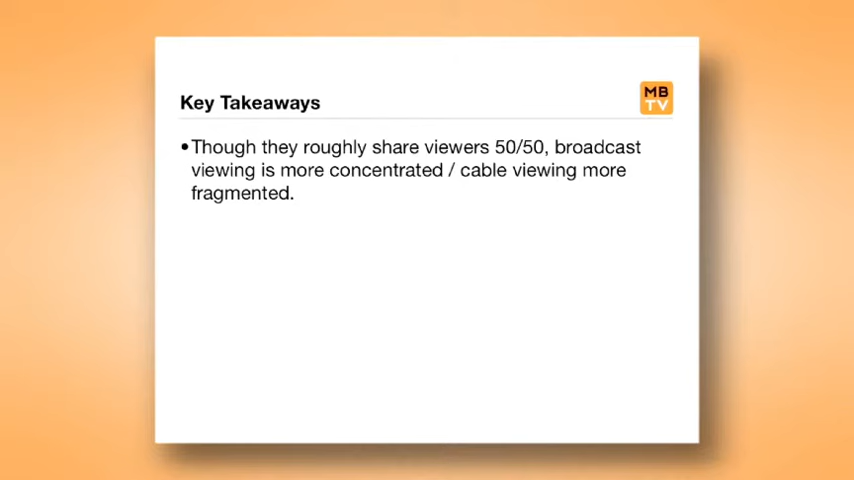 Key Takeaways
MB
TV
•Though they roughly share viewers 50/50, broadcast
viewing is more concentrated / cable viewing more
fragmented.